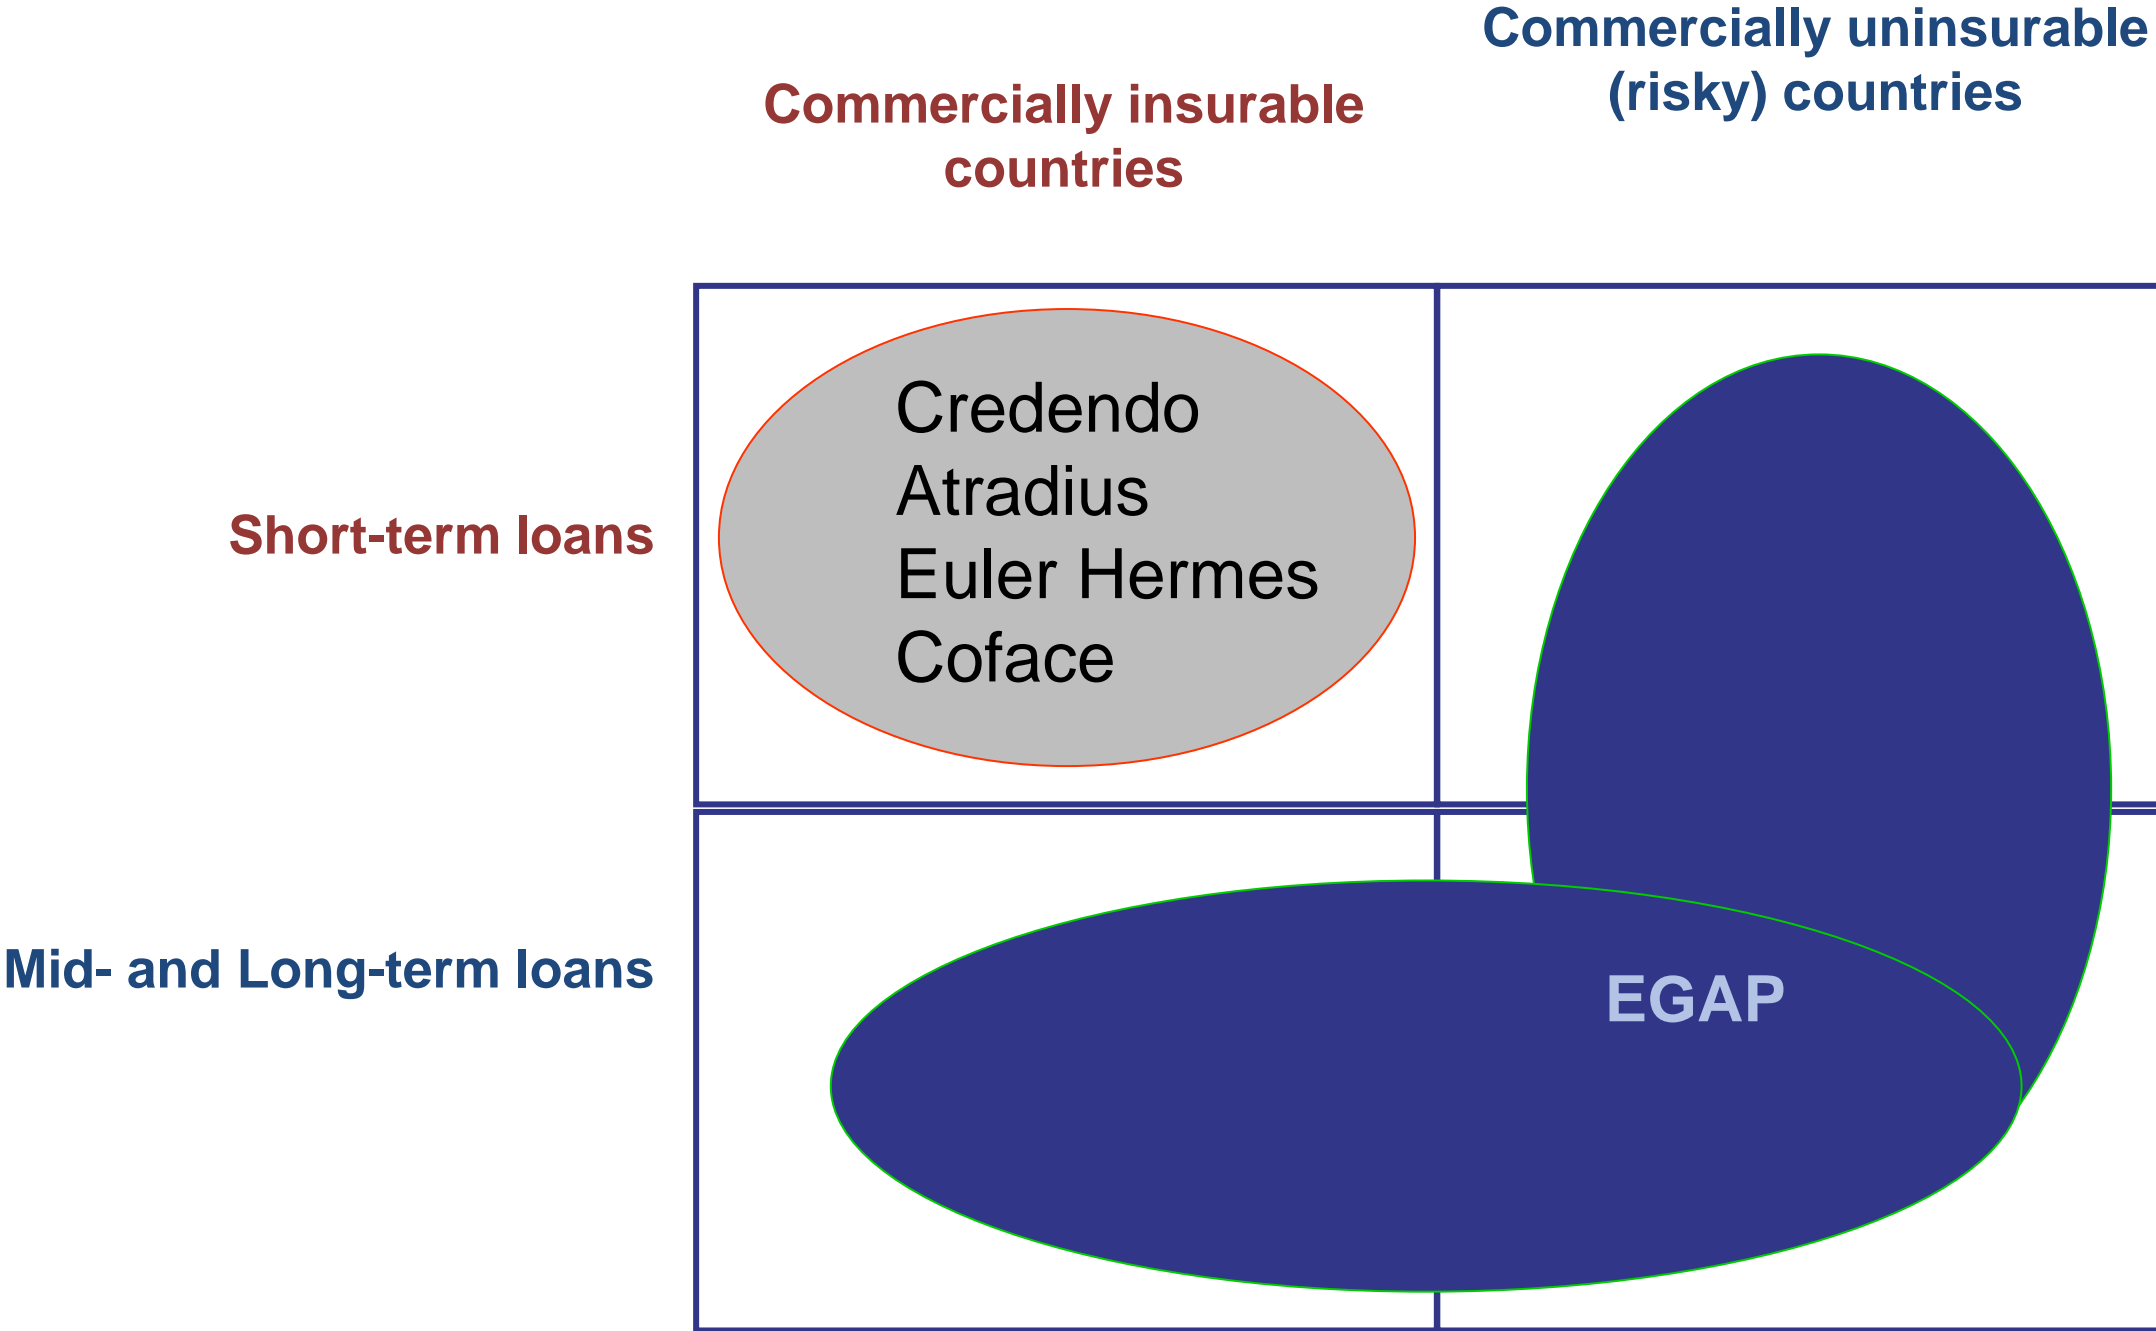 Commercially uninsurable
(risky) countries
Commercially insurable
countries
Short-term loans
Credendo
Atradius
Euler Hermes
Coface
Mid- and Long-term loans
EGAP